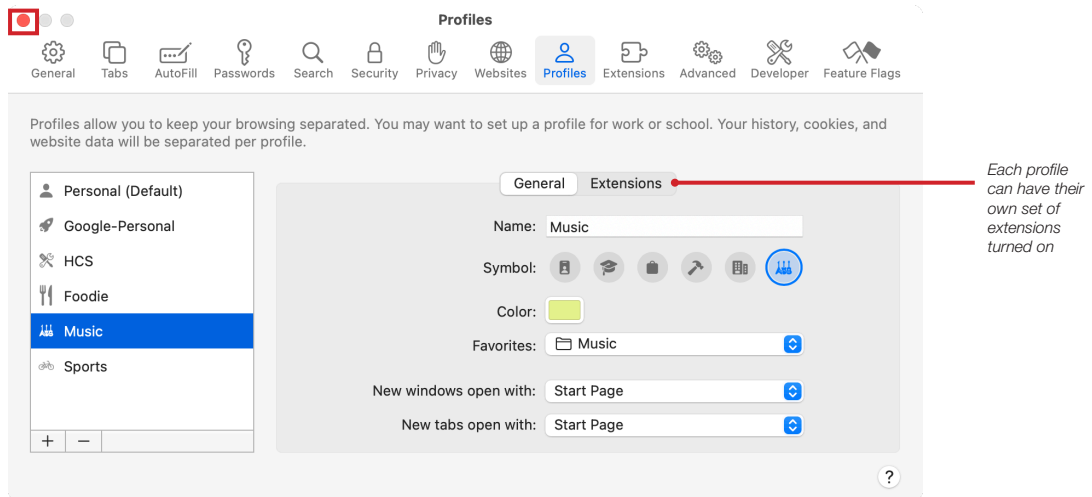 Profiles
General
Tabs
AutoFill
Passwords
Search
Security
Privacy
Websites
Profiles
Extensions
Advanced
Developer
Feature Flags
Profiles allow you to keep your browsing separated. You may want to set up a profile for work or school. Your history, cookies, and
website data will be separated per profile.
Personal (Default)
Google-Personal
HCS
Foodie
Music
Sports
+ −
General Extensions
Name: Music
Symbol:
Color:
Favorites: Music
New windows open with: Start Page
New tabs open with: Start Page
?
Each profile
can have their
own set of
extensions
turned on